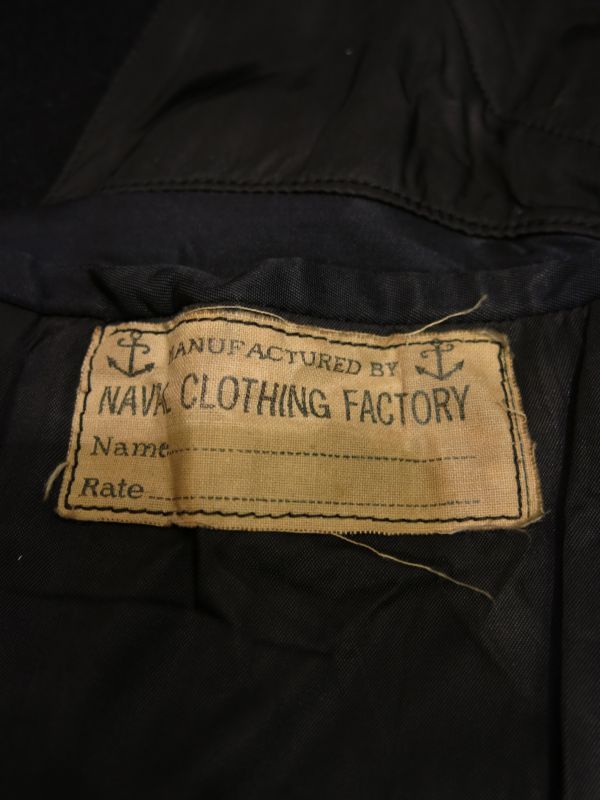 MANUFACTURED BY
NAVAL CLOTHING FACTORY
Name
Rate